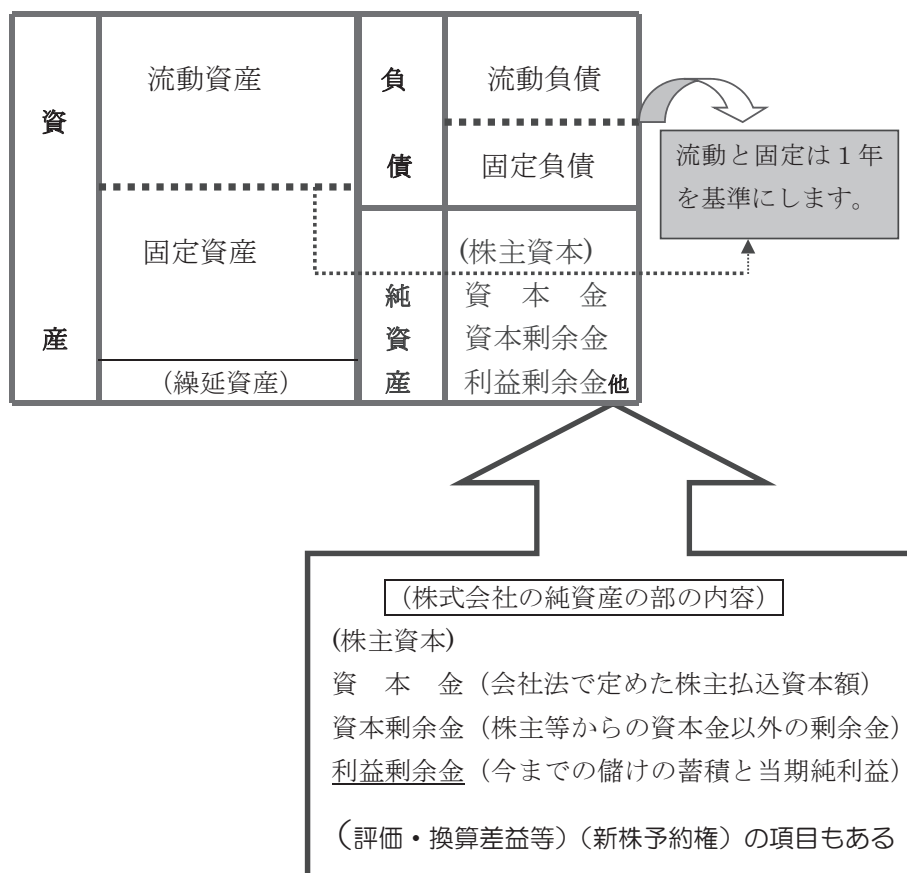 資産
流動資産
固定資産
（繰延資産）
負債
流動負債
固定負債
純資産
(株主資本)
資　本　金
資本剰余金
利益剰余金他
流動と固定は１年
を基準にします。
（株式会社の純資産の部の内容）
(株主資本)
資　本　金（会社法で定めた株主払込資本額）
資本剰余金（株主等からの資本金以外の剰余金）
利益剰余金（今までの儲けの蓄積と当期純利益）
（評価・換算差益等）（新株予約権）の項目もある